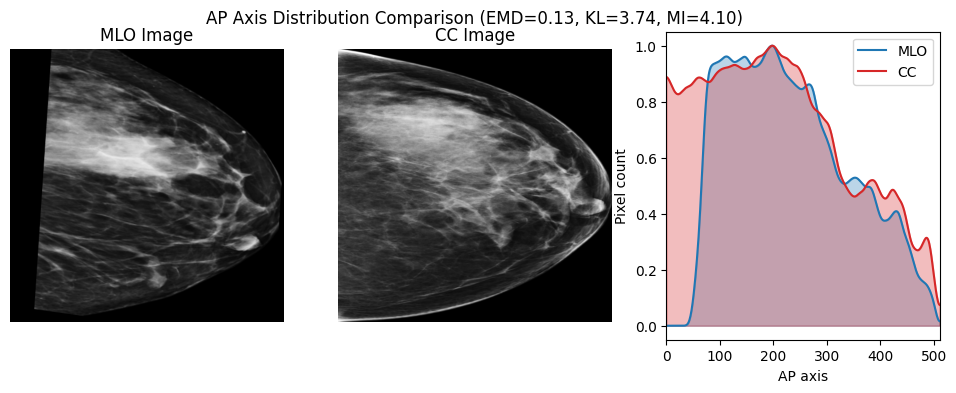 AP Axis Distribution Comparison (EMD=0.13, KL=3.74, MI=4.10)
MLO Image
CC Image
MLO
CC
Pixel count
1.0
0.8
0.6
0.4
0.2
0.0
0 100 200 300 400 500
AP axis